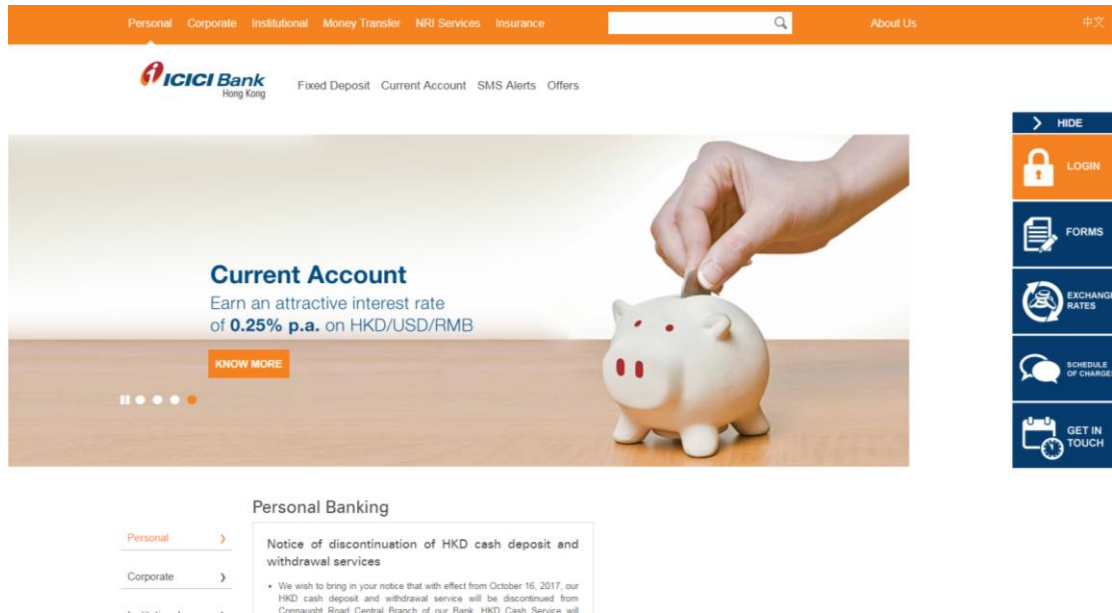 Personal Corporate Institutional Money Transfer NRI Services Insurance About Us 中文
ICICI Bank
Hong Kong
Fixed Deposit Current Account SMS Alerts Offers
HIDE
LOGIN
FORMS
EXCHANGE
RATES
SCHEDULE
OF CHARGES
GET IN
TOUCH
Current Account
Earn an attractive interest rate
of 0.25% p.a. on HKD/USD/RMB
KNOW MORE
Personal Banking
Personal
Corporate
Notice of discontinuation of HKD cash deposit and
withdrawal services
• We wish to bring in your notice that with effect from October 16, 2017, our
HKD cash deposit and withdrawal service will be discontinued from
Connaught Road Central Branch of our Bank. HKD Cash Service will